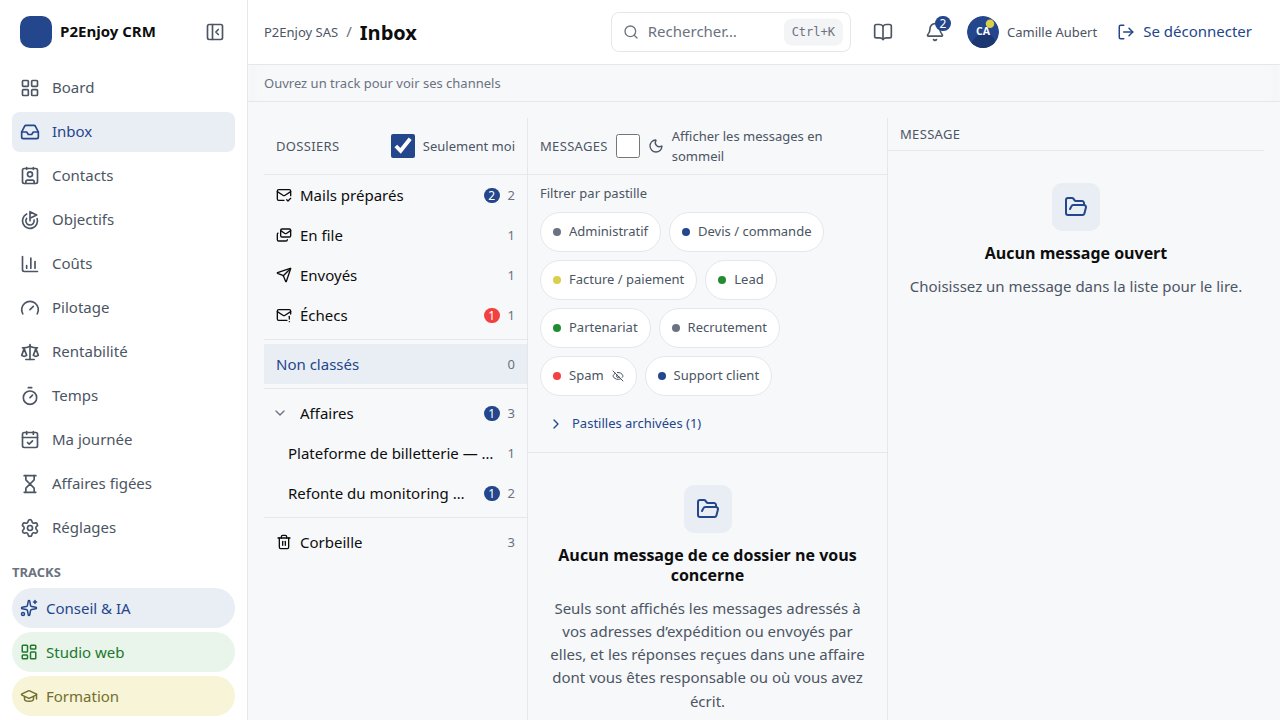 P2Enjoy CRM
P2Enjoy SAS / Inbox
Rechercher...
Ctrl+K
2
CA
Camille Aubert
Se déconnecter
Board
Inbox
Contacts
Objectifs
Coûts
Pilotage
Rentabilité
Temps
Ma journée
Affaires figées
Réglages
TRACKS
Conseil & IA
Studio web
Formation
Ouvrez un track pour voir ses channels
DOSSIERS
Seulement moi
Mails préparés 2 2
En file 1
Envoyés 1
Échecs 1 1
Non classés 0
Affaires 1 3
Plateforme de billetterie — ... 1
Refonte du monitoring ... 1 2
Corbeille 3
MESSAGES
Afficher les messages en
sommeil
Filtrer par pastille
Administratif
Devis / commande
Facture / paiement
Lead
Partenariat
Recrutement
Spam
Support client
Pastilles archivées (1)
Aucun message de ce dossier ne vous
concerne
Seuls sont affichés les messages adressés à
vos adresses d'expédition ou envoyés par
elles, et les réponses reçues dans une affaire
dont vous êtes responsable ou où vous avez
écrit.
MESSAGE
Aucun message ouvert
Choisissez un message dans la liste pour le lire.